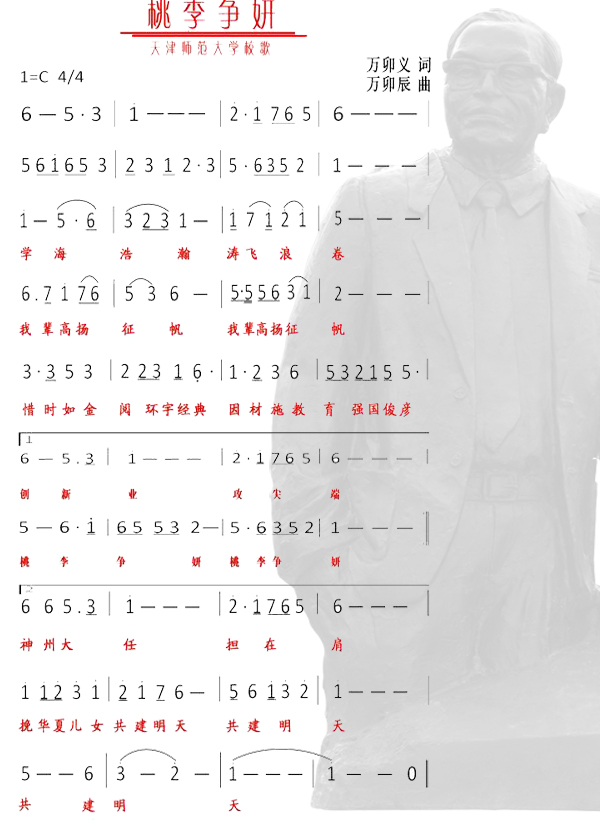 桃李争妍
天津师范大学校歌
1=C 4/4
万卯义 词
万卯辰 曲
6 — 5 · 3 | 1 — — — | 2 · 1 7 6 5 | 6 — — — |
5 6 1 6 5 3 | 2 3 1 2 · 3 | 5 · 6 3 5 2 | 1 — — — |
1 — 5 · 6 | 3 2 3 1 — | 1 7 1 2 1 | 5 — — — |
学 海 浩 瀚 涛 飞 浪 卷
6 . 7 1 7 6 | 5 3 6 — | 5 · 5 5 6 3 1 | 2 — — — |
我 辈 高 扬 征 帆 我 辈 高 扬 征 帆
3 · 3 5 3 | 2 2 3 1 6 · | 1 · 2 3 6 | 5 3 2 1 5 5 · |
惜 时 如 金 阅 环 宇 经 典 因 材 施 教 育 强 国 俊 彦
1
6 — 5 . 3 | 1 — — — | 2 · 1 7 6 5 | 6 — — — |
创 新 业 攻 尖 端
5 — 6 · 1 | 6 5 5 3 2 — | 5 · 6 3 5 2 | 1 — — — ‖
桃 李 争 妍 桃 李 争 妍
6 6 5 . 3 | 1 — — — | 2 · 1 7 6 5 | 6 — — — |
神 州 大 任 担 在 肩
1 1 2 3 1 | 2 1 7 6 — | 5 6 1 3 2 | 1 — — — |
挽 华 夏 儿 女 共 建 明 天 共 建 明 天
5 — — 6 | 3 — 2 — | 1 — — — | 1 — — 0 ‖
共 建 明 天